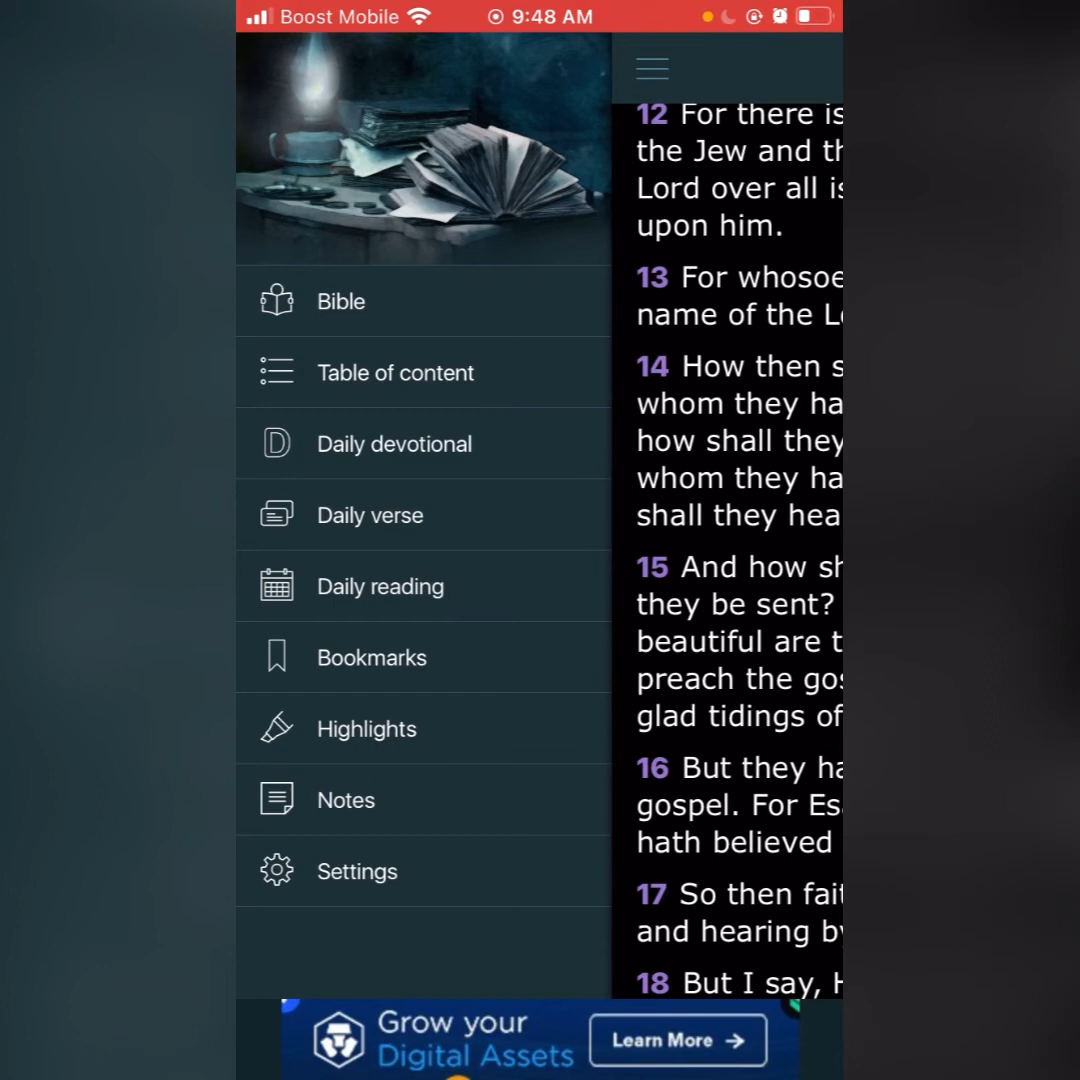 Boost Mobile 9:48 AM
Bible
Table of content
Daily devotional
Daily verse
Daily reading
Bookmarks
Highlights
Notes
Settings
12 For there is
the Jew and th
Lord over all is
upon him.
13 For whosoe
name of the Lo
14 How then s
whom they ha
how shall they
whom they ha
shall they hea
15 And how sh
they be sent?
beautiful are t
preach the gos
glad tidings of
16 But they ha
gospel. For Esa
hath believed
17 So then fait
and hearing by
18 But I say, H
Grow your
Digital Assets
Learn More →